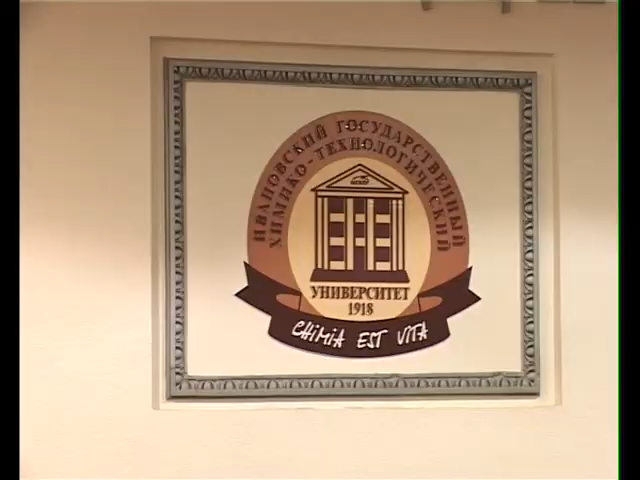 ИВАНОВСКИЙ ГОСУДАРСТВЕННЫЙ
ХИМИКО-ТЕХНОЛОГИЧЕСКИЙ
УНИВЕРСИТЕТ
1918
CHIMIA EST VITA